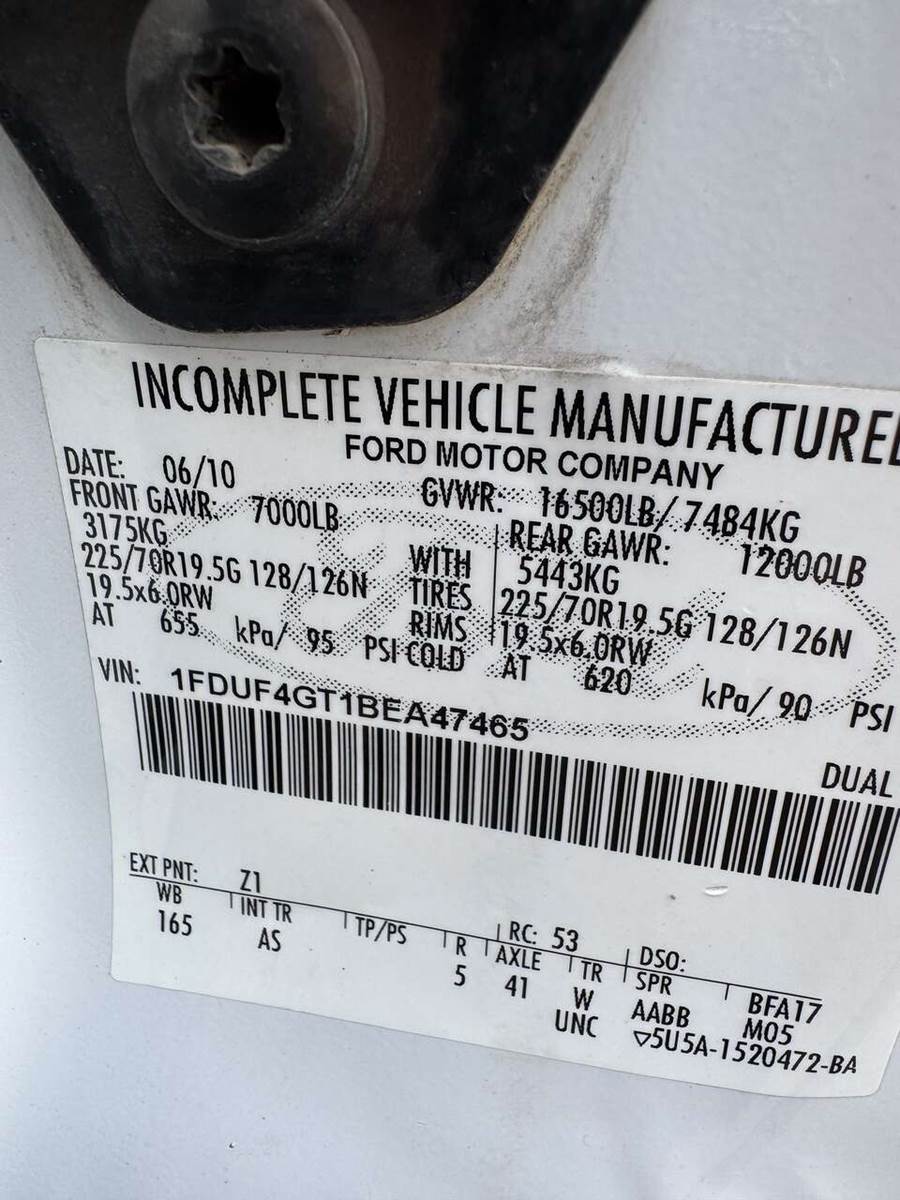 INCOMPLETE VEHICLE MANUFACTURED
FORD MOTOR COMPANY
DATE: 06/10 GVWR: 16500LB/ 7484KG
FRONT GAWR: 7000LB REAR GAWR: 12000LB
3175KG WITH 5443KG
225/70R19.5G 128/126N TIRES 225/70R19.5G 128/126N
19.5x6.0RW RIMS 19.5x6.0RW
AT 655 kPa/ 95 PSI COLD AT 620 kPa/ 90 PSI
VIN: 1FDUF4GT1BEA47465
DUAL
EXT PNT: Z1 RC: 53 DSO:
WB INT TR TP/PS R AXLE TR SPR BFA17
165 AS 5 41 W AABB M05
UNC ▽5U5A-1520472-BA